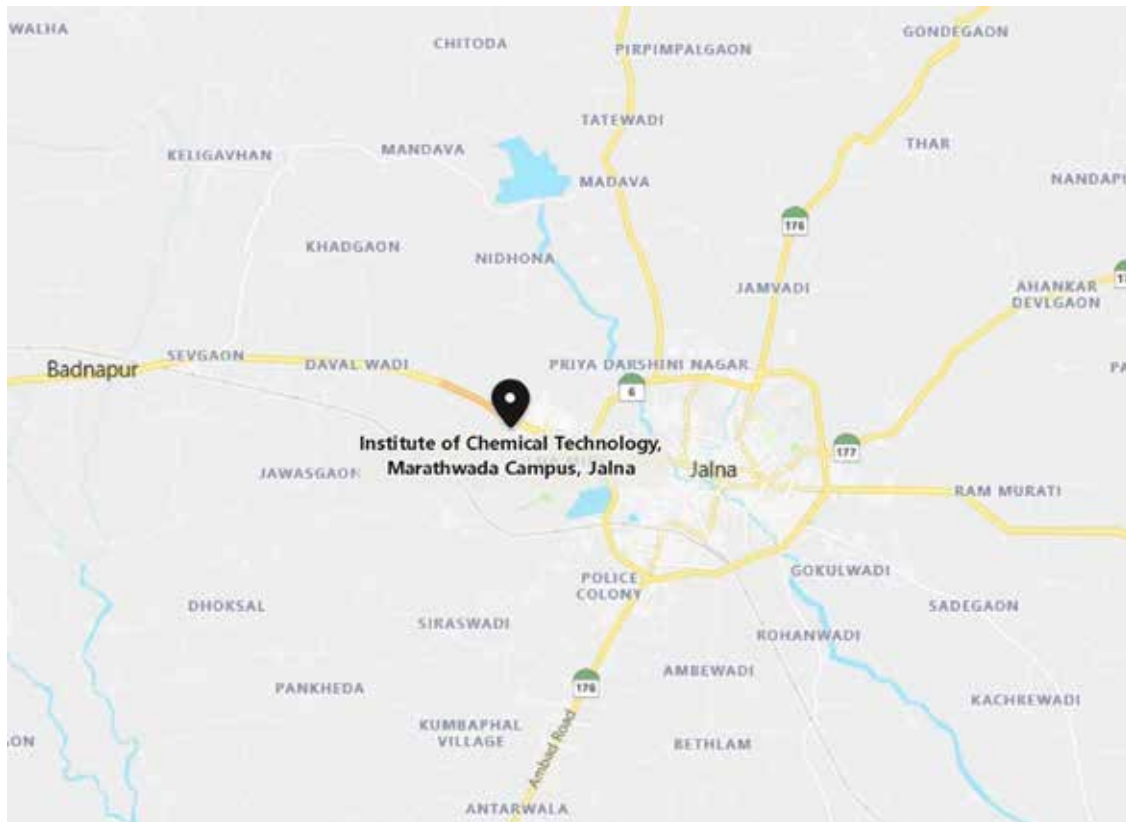 WALHA
CHITODA
PIRPIMPALGAON
GONDEGAON
TATEWADI
KELIGAVHAN
MANDAVA
THAR
MADAVA
NANDAPU
176
KHADGAON
NIDHONA
JAMVADI
AHANKAR
DEVLGAON
SEVGAON
Badnapur
DAVAL WADI
PRIYA DARSHINI NAGAR
6
Institute of Chemical Technology,
Marathwada Campus, Jalna
177
JAWASGAON
Jalna
RAM MURATI
POLICE
COLONY
GOKULWADI
DHOKSAL
SIRASWADI
SADEGAON
ROHANWADI
AMBEWADI
176
PANKHEDA
KACHREWADI
KUMBAPHAL
VILLAGE
Ambad Road
BETHLAM
ANTARWALA